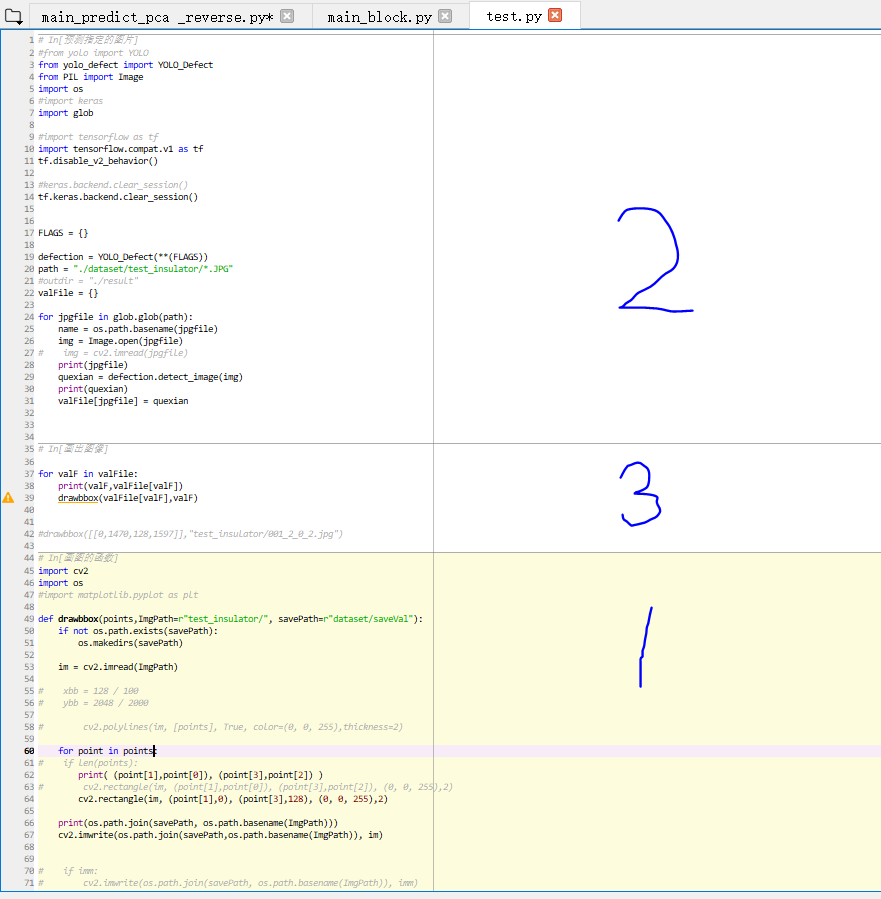 main_predict_pca _reverse.py* main_block.py test.py
1 # In[预测指定的图片]
2 #from yolo import YOLO
3 from yolo_defect import YOLO_Defect
4 from PIL import Image
5 import os
6 #import keras
7 import glob
8
9 #import tensorflow as tf
10 import tensorflow.compat.v1 as tf
11 tf.disable_v2_behavior()
12
13 #keras.backend.clear_session()
14 tf.keras.backend.clear_session()
15
16
17 FLAGS = {}
18
19 defection = YOLO_Defect(**(FLAGS))
20 path = "./dataset/test_insulator/*.JPG"
21 #outdir = "./result"
22 valFile = {}
23
24 for jpgfile in glob.glob(path):
25 name = os.path.basename(jpgfile)
26 img = Image.open(jpgfile)
27 # img = cv2.imread(jpgfile)
28 print(jpgfile)
29 quexian = defection.detect_image(img)
30 print(quexian)
31 valFile[jpgfile] = quexian
32
33
34
2
35 # In[画出图像]
36
37 for valF in valFile:
38 print(valF,valFile[valF])
39 drawbbox(valFile[valF],valF)
40
41
42 #drawbbox([[0,1470,128,1597]],"test_insulator/001_2_0_2.jpg")
43
3
44 # In[画图的函数]
45 import cv2
46 import os
47 #import matplotlib.pyplot as plt
48
49 def drawbbox(points,ImgPath=r"test_insulator/", savePath=r"dataset/saveVal"):
50 if not os.path.exists(savePath):
51 os.makedirs(savePath)
52
53 im = cv2.imread(ImgPath)
54
55 # xbb = 128 / 100
56 # ybb = 2048 / 2000
57
58 # cv2.polylines(im, [points], True, color=(0, 0, 255),thickness=2)
59
60 for point in points:
61 # if len(points):
62 print( (point[1],point[0]), (point[3],point[2]) )
63 # cv2.rectangle(im, (point[1],point[0]), (point[3],point[2]), (0, 0, 255),2)
64 cv2.rectangle(im, (point[1],0), (point[3],128), (0, 0, 255),2)
65
66 print(os.path.join(savePath, os.path.basename(ImgPath)))
67 cv2.imwrite(os.path.join(savePath,os.path.basename(ImgPath)), im)
68
69
70 # if imm:
71 # cv2.imwrite(os.path.join(savePath, os.path.basename(ImgPath)), imm)
1